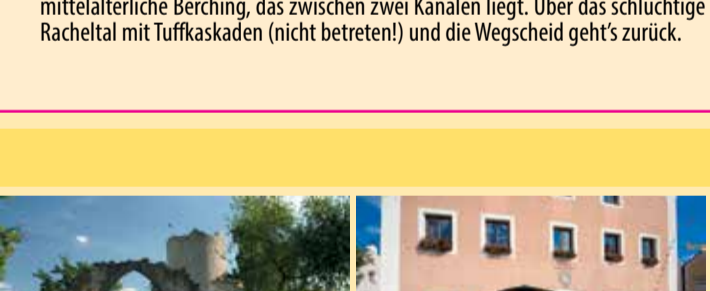 mittelalterliche Berching, das zwischen zwei Kanälen liegt. Über das schluchtige
Racheltal mit Tuffkaskaden (nicht betreten!) und die Wegscheid geht's zurück.